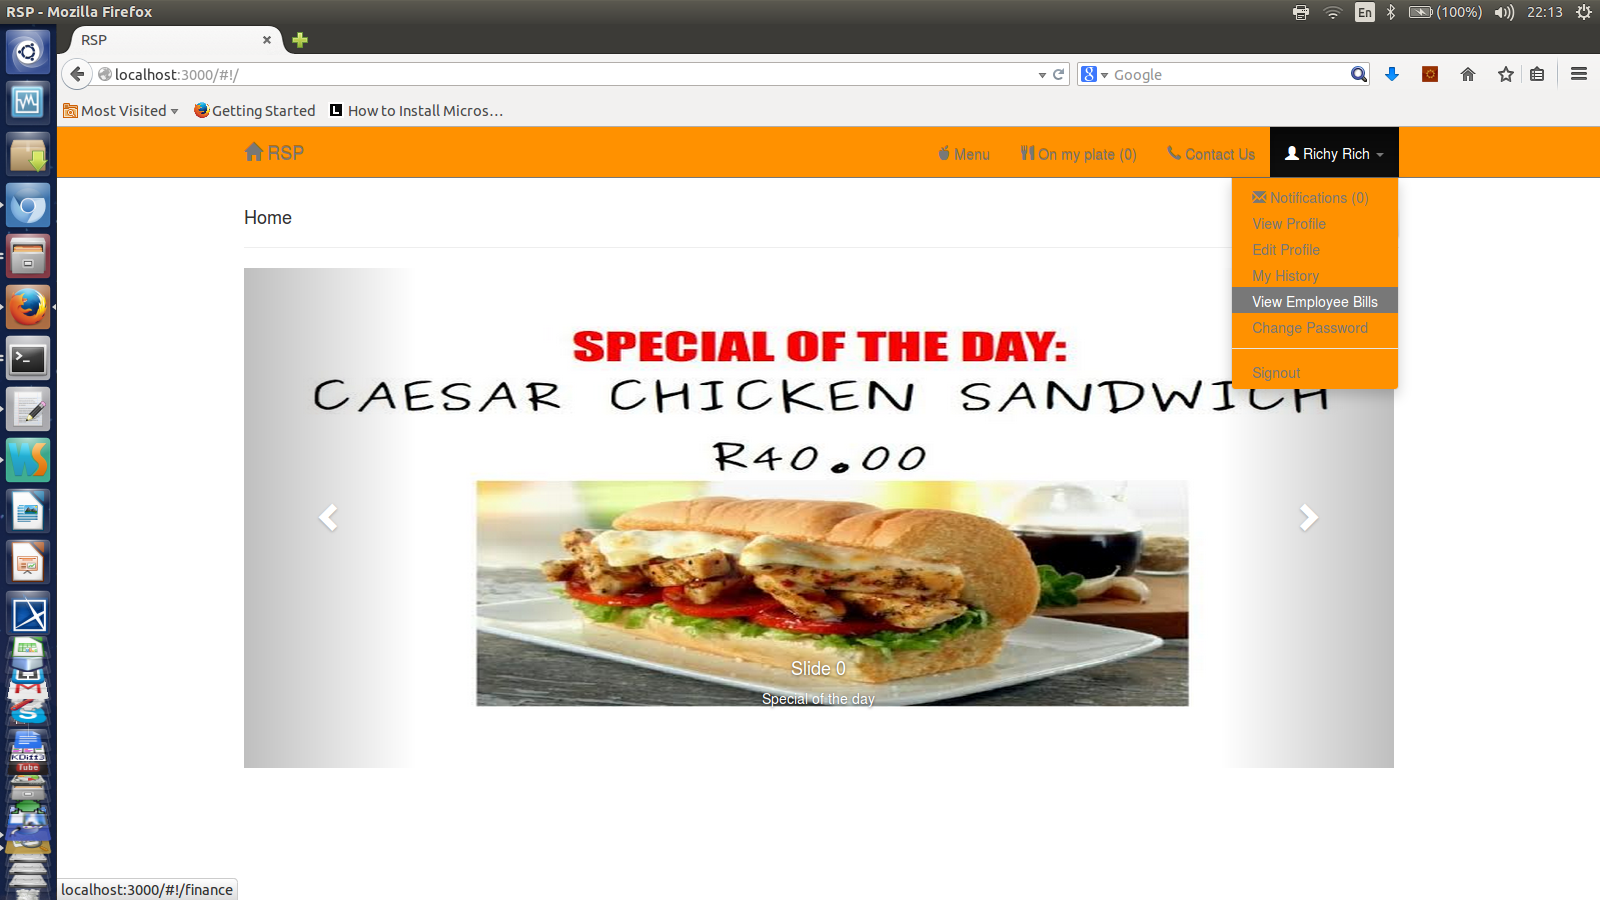 RSP - Mozilla Firefox
En
(100%)
22:13
RSP
localhost:3000/#!/
Google
Most Visited
Getting Started
How to Install Micros...
RSP
Menu
On my plate (0)
Contact Us
Richy Rich
Notifications (0)
View Profile
Edit Profile
My History
View Employee Bills
Change Password
Signout
Home
SPECIAL OF THE DAY:
CAESAR CHICKEN SANDWICH
R40.00
Slide 0
Special of the day
KDiff3
Tube
localhost:3000/#!/finance